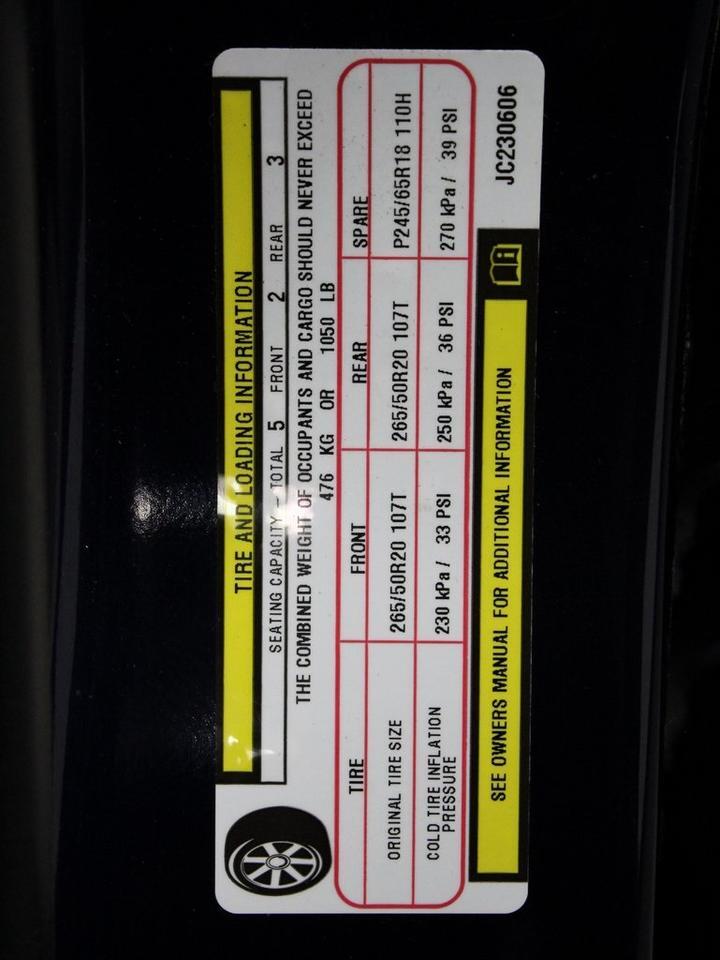 TIRE AND LOADING INFORMATION
SEATING CAPACITY - TOTAL 5 FRONT 2 REAR 3
THE COMBINED WEIGHT OF OCCUPANTS AND CARGO SHOULD NEVER EXCEED
476 KG OR 1050 LB
TIRE FRONT REAR SPARE
ORIGINAL TIRE SIZE 265/50R20 107T 265/50R20 107T P245/65R18 110H
COLD TIRE INFLATION PRESSURE 230 kPa / 33 PSI 250 kPa / 36 PSI 270 kPa / 39 PSI
SEE OWNERS MANUAL FOR ADDITIONAL INFORMATION
JC230606